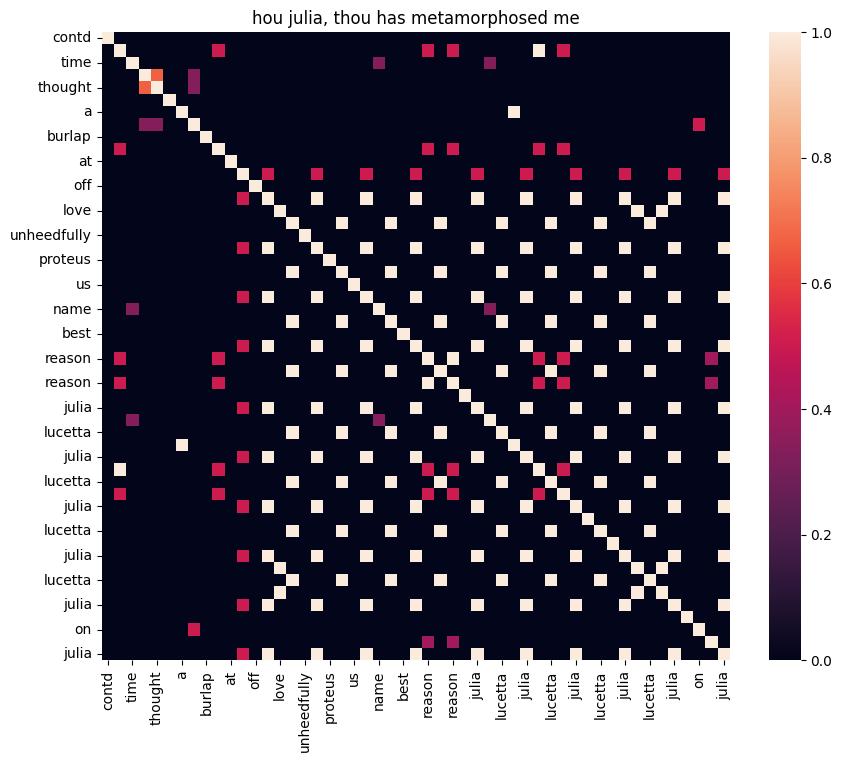 hou julia, thou has metamorphosed me
contd
time
thought
a
burlap
at
off
love
unheedfully
proteus
us
name
best
reason
reason
julia
lucetta
julia
lucetta
julia
lucetta
julia
lucetta
julia
on
julia
1.0
0.8
0.6
0.4
0.2
0.0
contd
time
thought
a
burlap
at
off
love
unheedfully
proteus
us
name
best
reason
reason
julia
lucetta
julia
lucetta
julia
lucetta
julia
lucetta
julia
on
julia